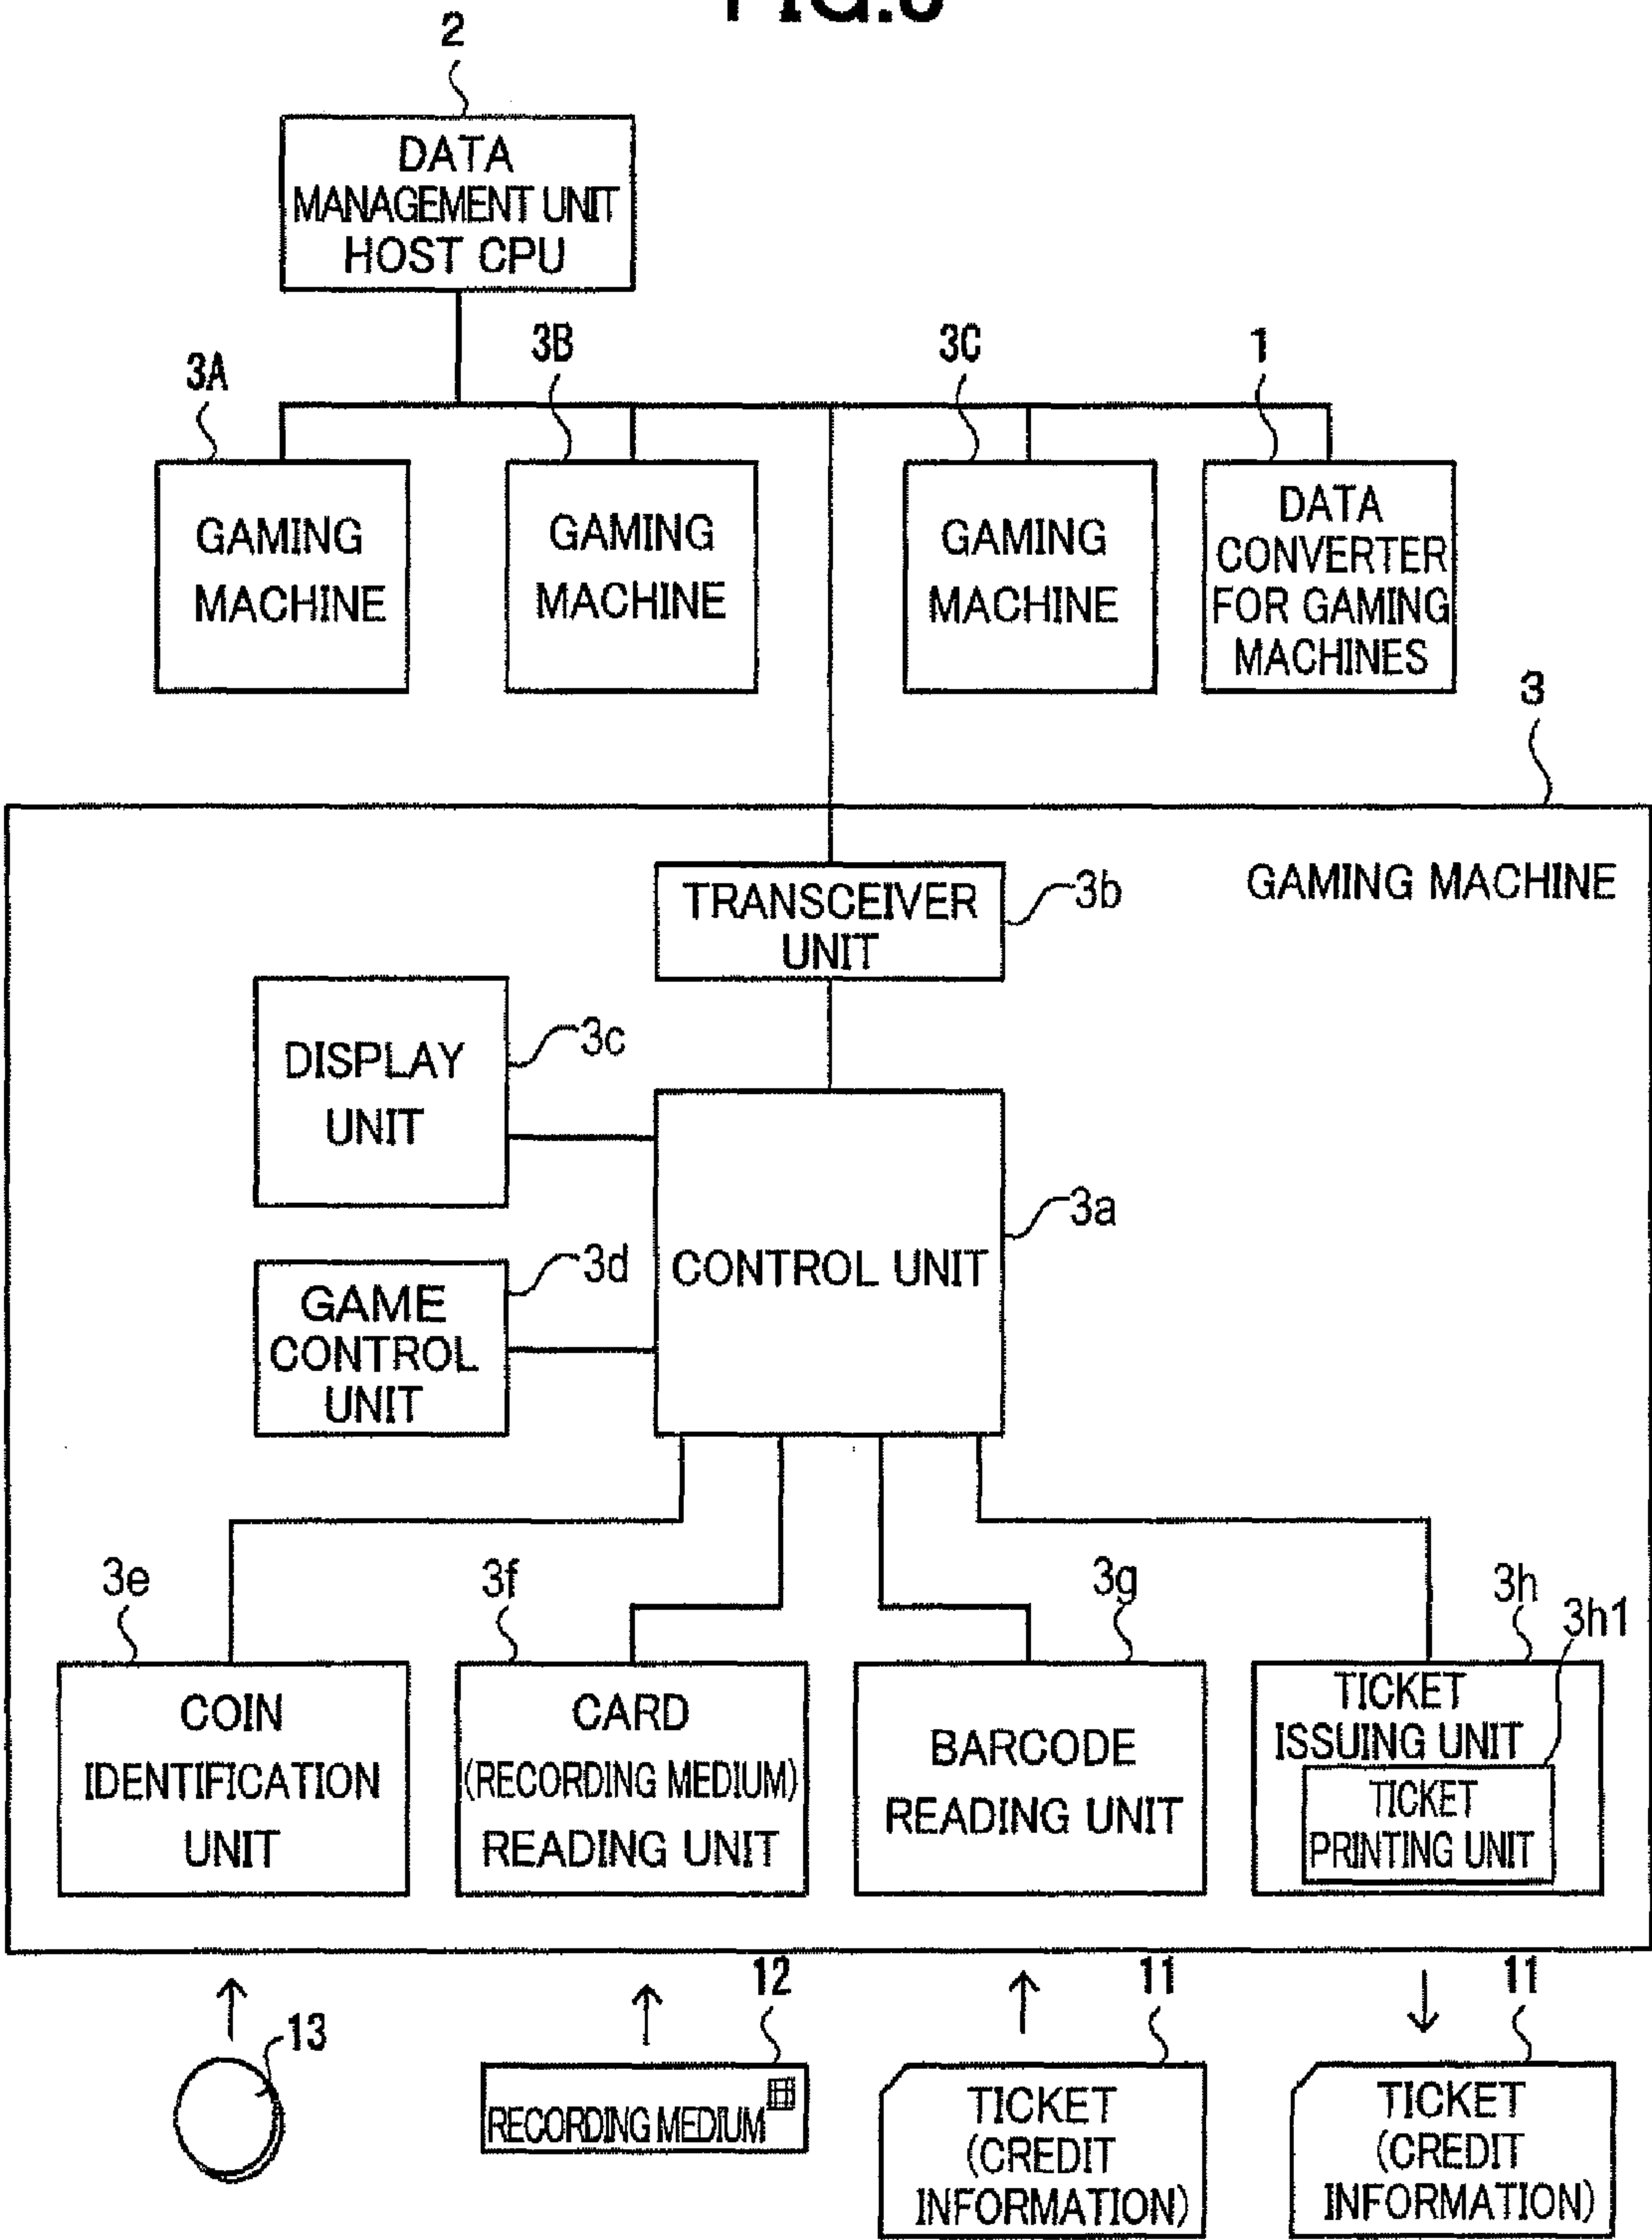 2
DATA
MANAGEMENT UNIT
HOST CPU
3A
3B
3C
1
GAMING
MACHINE
GAMING
MACHINE
GAMING
MACHINE
DATA
CONVERTER
FOR GAMING
MACHINES
3
GAMING MACHINE
TRANSCEIVER
UNIT
3b
DISPLAY
UNIT
3c
CONTROL UNIT
3a
GAME
CONTROL
UNIT
3d
3e
3f
3g
3h
3h1
COIN
IDENTIFICATION
UNIT
CARD
(RECORDING MEDIUM)
READING UNIT
BARCODE
READING UNIT
TICKET
ISSUING UNIT
TICKET
PRINTING UNIT
13
12
11
11
RECORDING MEDIUM
TICKET
(CREDIT
INFORMATION)
TICKET
(CREDIT
INFORMATION)